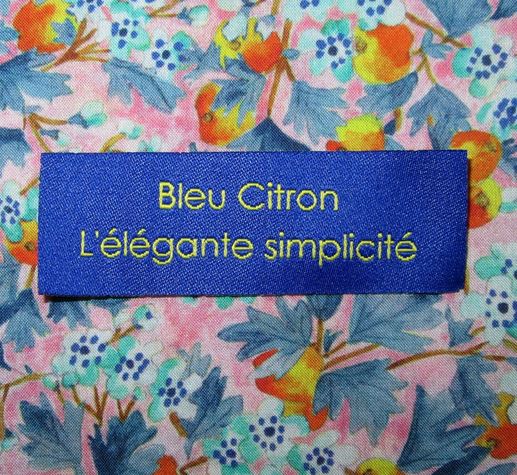 Bleu Citron
L'élégante simplicité